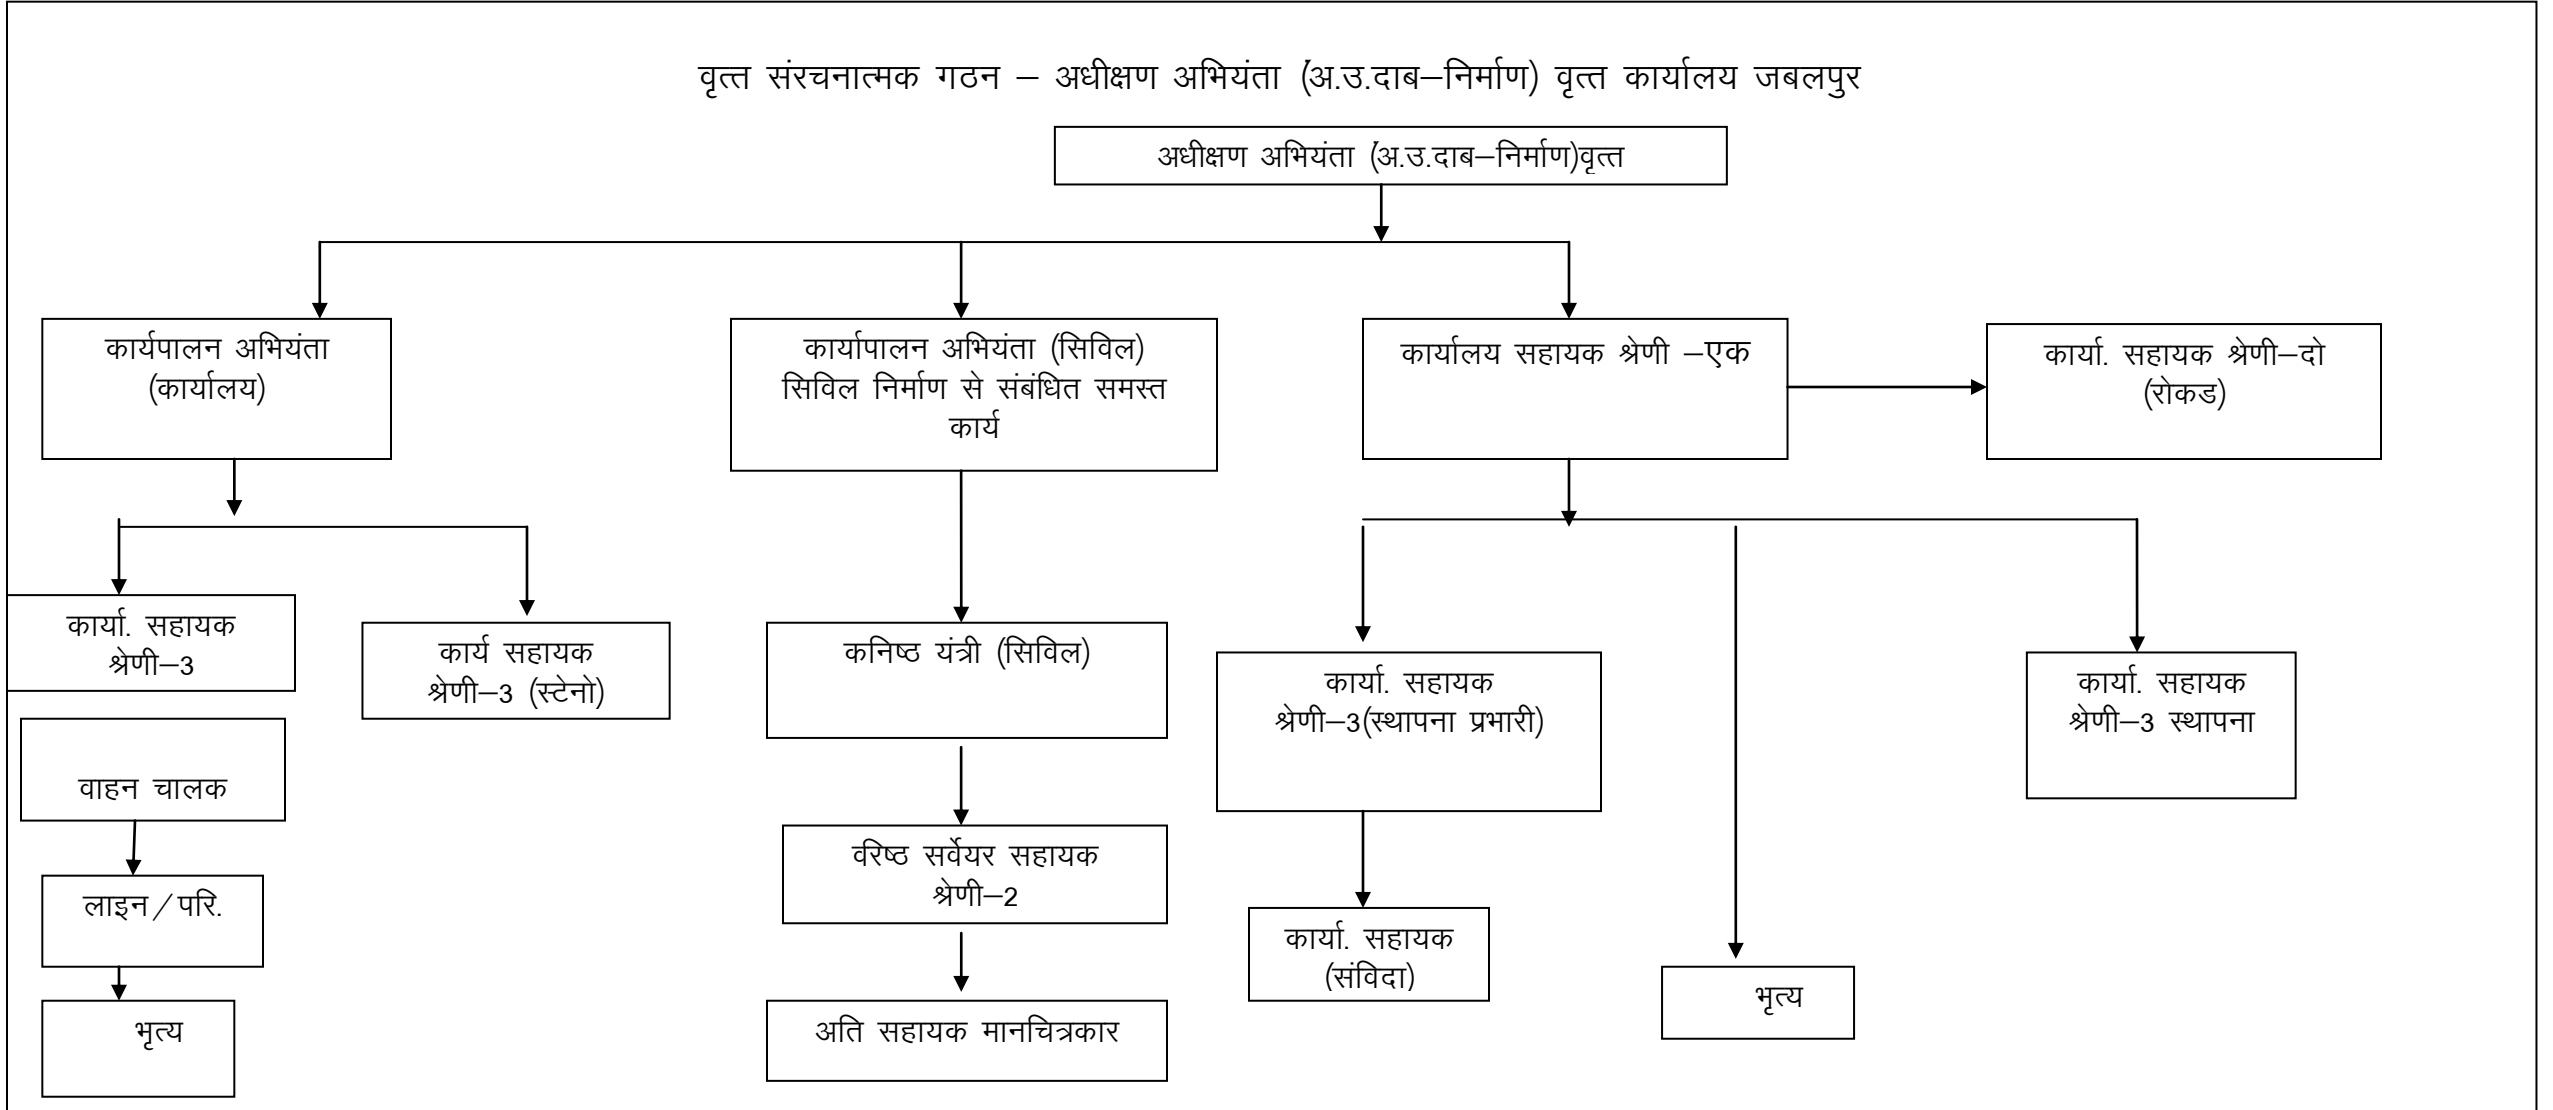 वृत्त संरचनात्मक गठन – अधीक्षण अभियंता (अ.उ.दाब–निर्माण) वृत्त कार्यालय जबलपुर
अधीक्षण अभियंता (अ.उ.दाब–निर्माण)वृत्त
कार्यपालन अभियंता
(कार्यालय)
कार्यापालन अभियंता (सिविल)
सिविल निर्माण से संबंधित समस्त
कार्य
कार्यालय सहायक श्रेणी –एक
कार्या. सहायक श्रेणी–दो
(रोकड)
कार्या. सहायक
श्रेणी–3
कार्य सहायक
श्रेणी–3 (स्टेनो)
कनिष्ठ यंत्री (सिविल)
कार्या. सहायक
श्रेणी–3(स्थापना प्रभारी)
कार्या. सहायक
श्रेणी–3 स्थापना
वाहन चालक
वरिष्ठ सर्वेयर सहायक
श्रेणी–2
लाइन/परि.
कार्या. सहायक
(संविदा)
भृत्य
भृत्य
अति सहायक मानचित्रकार